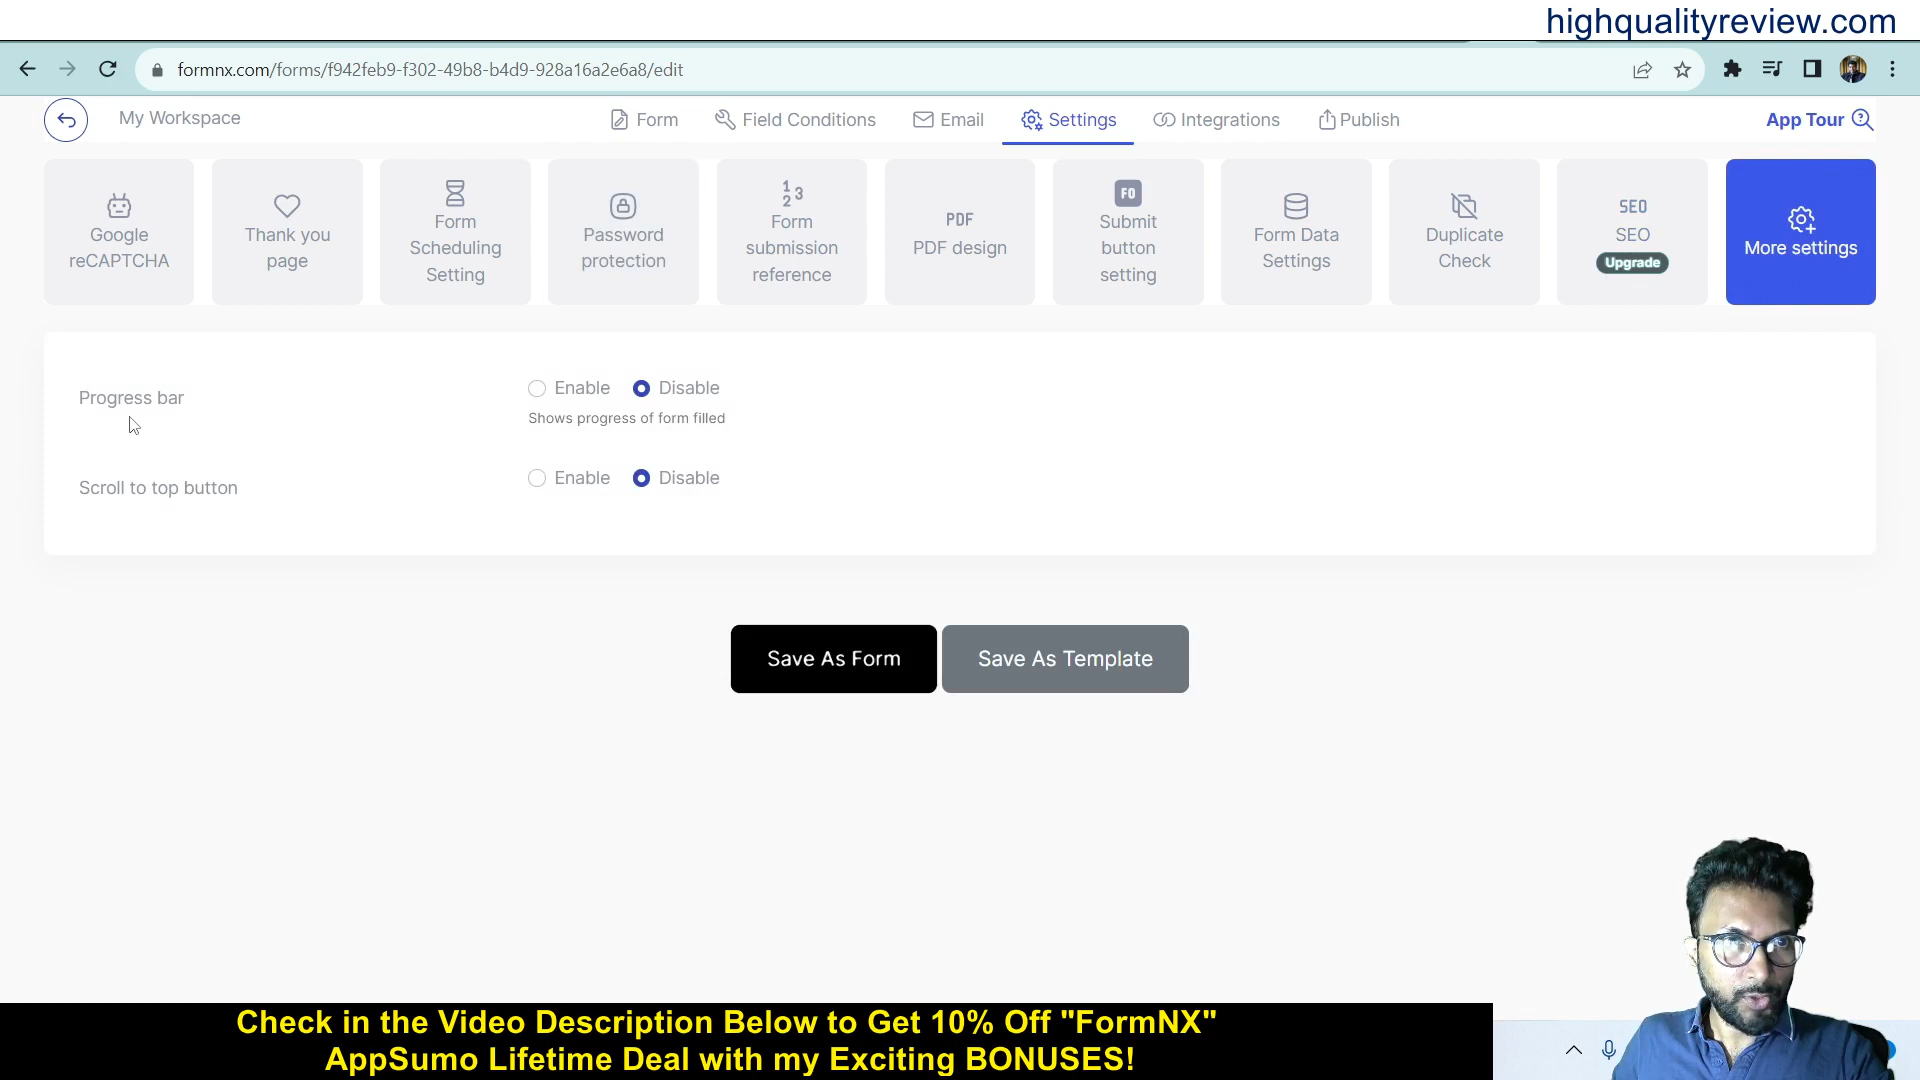 highqualityreview.com
formnx.com/forms/f942feb9-f302-49b8-b4d9-928a16a2e6a8/edit
My Workspace
Form
Field Conditions
Email
Settings
Integrations
Publish
App Tour
Google
reCAPTCHA
Thank you
page
Form
Scheduling
Setting
Password
protection
1 2 3
Form
submission
reference
PDF
PDF design
FO
Submit
button
setting
Form Data
Settings
Duplicate
Check
SEO
SEO
Upgrade
More settings
Progress bar
Enable
Disable
Shows progress of form filled
Scroll to top button
Enable
Disable
Save As Form
Save As Template
Check in the Video Description Below to Get 10% Off "FormNX"
AppSumo Lifetime Deal with my Exciting BONUSES!